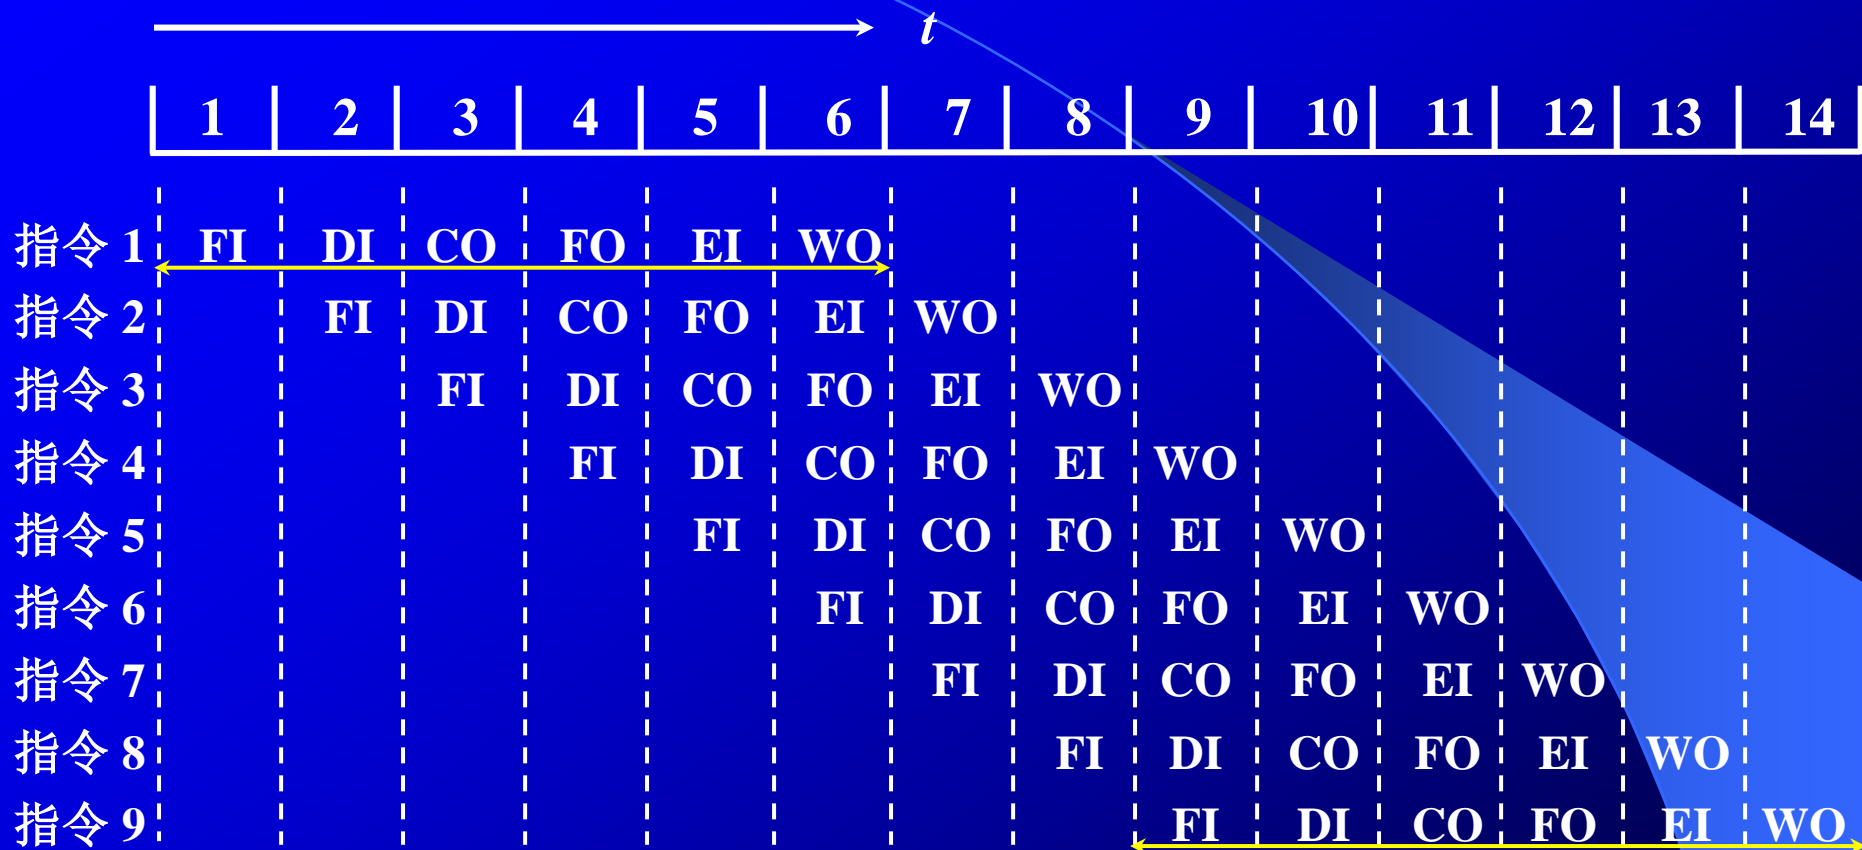 t
1 2 3 4 5 6 7 8 9 10 11 12 13 14
指令 1 FI DI CO FO EI WO
指令 2 FI DI CO FO EI WO
指令 3 FI DI CO FO EI WO
指令 4 FI DI CO FO EI WO
指令 5 FI DI CO FO EI WO
指令 6 FI DI CO FO EI WO
指令 7 FI DI CO FO EI WO
指令 8 FI DI CO FO EI WO
指令 9 FI DI CO FO EI WO